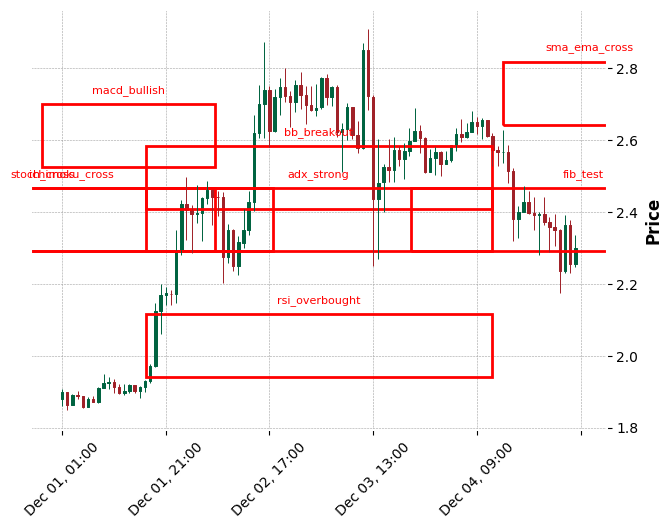 sma_ema_cross
macd_bullish
bb_breakout
adx_strong
fib_test
rsi_overbought
Price
2.8
2.6
2.4
2.2
2.0
1.8
Dec 01, 01:00
Dec 01, 21:00
Dec 02, 17:00
Dec 03, 13:00
Dec 04, 09:00